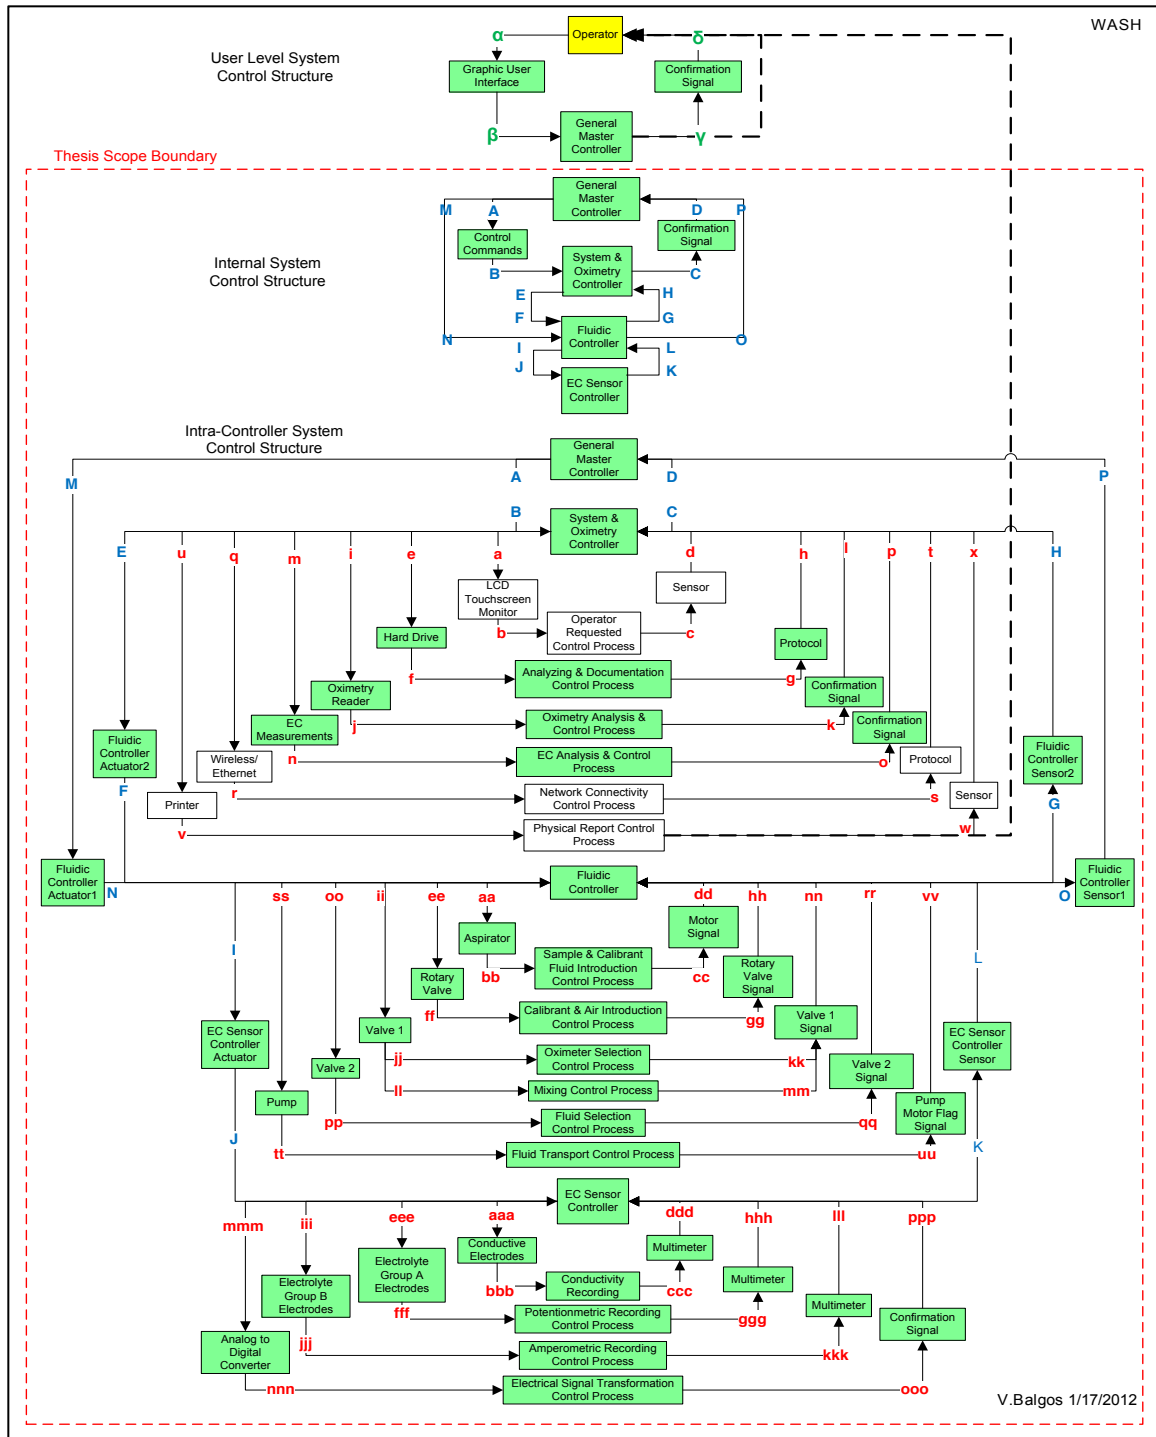 WASH
α
Operator
δ
User Level System
Control Structure
Graphic User
Interface
Confirmation
Signal
β
General
Master
Controller
γ
Thesis Scope Boundary
General
Master
Controller
M
A
D
P
Control
Commands
Confirmation
Signal
Internal System
Control Structure
B
System &
Oximetry
Controller
C
E
H
F
Fluidic
Controller
G
N
O
I
L
J
EC Sensor
Controller
K
Intra-Controller System
Control Structure
General
Master
Controller
M
A
D
P
B
System &
Oximetry
Controller
C
E
u
q
m
i
e
a
d
h
l
p
t
x
H
LCD
Touchscreen
Monitor
Sensor
b
Operator
Requested
Control Process
c
Hard Drive
Protocol
f
Analyzing & Documentation
Control Process
g
Oximetry
Reader
Confirmation
Signal
j
Oximetry Analysis &
Control Process
k
EC
Measurements
Confirmation
Signal
n
EC Analysis & Control
Process
o
Fluidic
Controller
Actuator2
Wireless/
Ethernet
Protocol
Fluidic
Controller
Sensor2
F
r
Network Connectivity
Control Process
s
G
Printer
Sensor
v
Physical Report Control
Process
w
Fluidic
Controller
Actuator1
N
Fluidic
Controller
O
Fluidic
Controller
Sensor1
ss
oo
ii
ee
aa
dd
hh
nn
rr
vv
I
Aspirator
Motor
Signal
L
bb
Sample & Calibrant
Fluid Introduction
Control Process
cc
Rotary
Valve
Rotary
Valve
Signal
ff
Calibrant & Air Introduction
Control Process
gg
EC Sensor
Controller
Actuator
Valve 1
Valve 1
Signal
EC Sensor
Controller
Sensor
jj
Oximeter Selection
Control Process
kk
Valve 2
Valve 2
Signal
ll
Mixing Control Process
mm
Pump
Pump
Motor Flag
Signal
pp
Fluid Selection
Control Process
qq
J
tt
Fluid Transport Control Process
uu
K
EC Sensor
Controller
mmm
iii
eee
aaa
ddd
hhh
lll
ppp
Conductive
Electrodes
Multimeter
Electrolyte
Group A
Electrodes
bbb
Conductivity
Recording
ccc
Multimeter
Electrolyte
Group B
Electrodes
Multimeter
fff
Potentionmetric Recording
Control Process
ggg
Confirmation
Signal
Analog to
Digital
Converter
jjj
Amperometric Recording
Control Process
kkk
nnn
Electrical Signal Transformation
Control Process
ooo
V.Balgos 1/17/2012